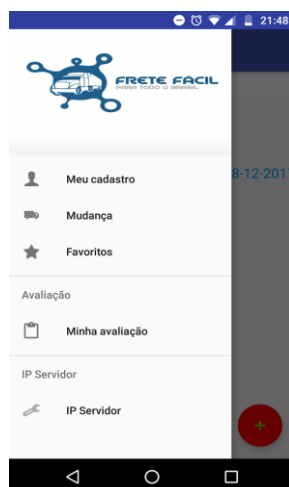 21:48
FRETE FACIL
PARA TODO O BRASIL
8-12-201
Meu cadastro
Mudança
Favoritos
Avaliação
Minha avaliação
IP Servidor
IP Servidor
+